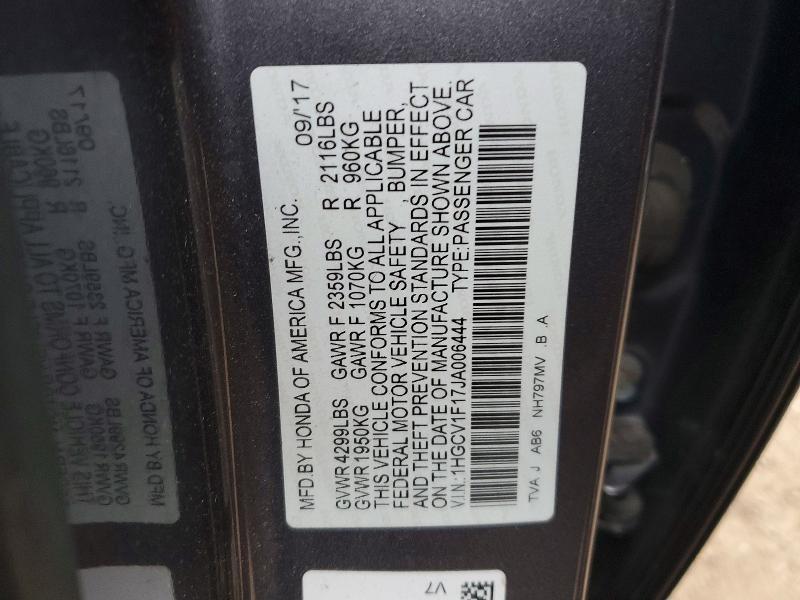 MFD.BY HONDA OF AMERICA MFG.,INC. 09/'17
GVWR 4299LBS GAWR F 2359LBS R 2116LBS
GVWR 1950KG GAWR F 1070KG R 960KG
THIS VEHICLE CONFORMS TO ALL APPLICABLE
FEDERAL MOTOR VEHICLE SAFETY , BUMPER,
AND THEFT PREVENTION STANDARDS IN EFFECT
ON THE DATE OF MANUFACTURE SHOWN ABOVE.
V.I.N.:1HGCV1F17JA006444 TYPE:PASSENGER CAR
TVA J AB6 NH797MV .B A